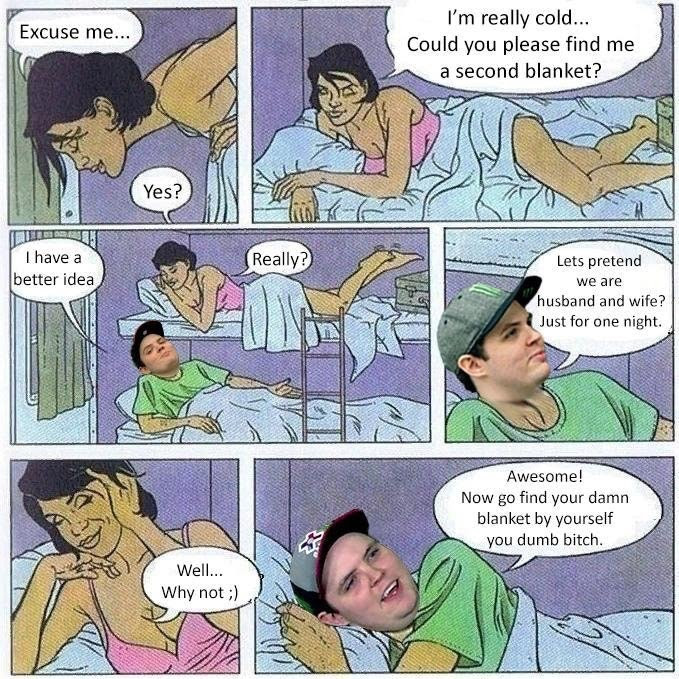 Excuse me...
Yes?
I'm really cold...
Could you please find me
a second blanket?
I have a
better idea
Really?
Lets pretend
we are
husband and wife?
Just for one night.
Well...
Why not ;)
Awesome!
Now go find your damn
blanket by yourself
you dumb bitch.